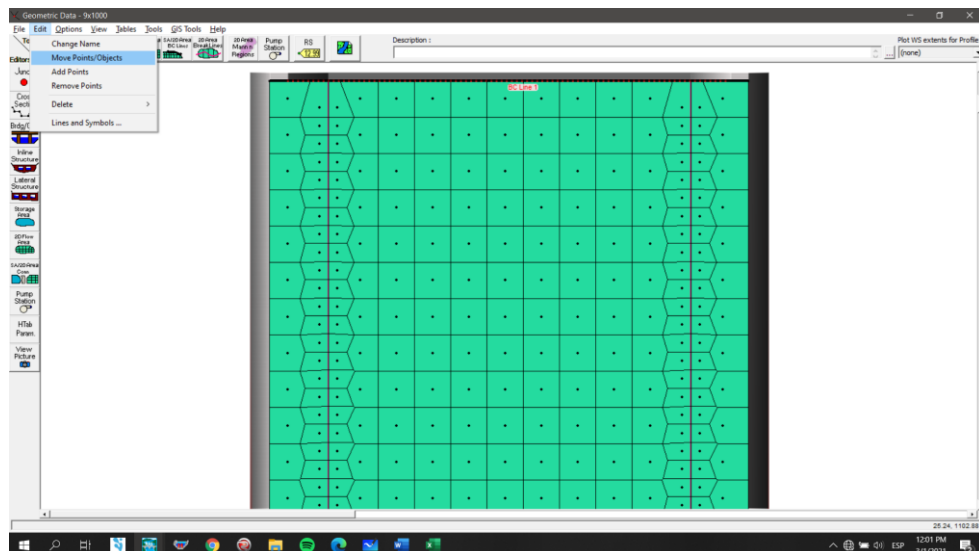 Geometric Data - 9x1000
File Edit Options View Tables Tools GIS Tools Help
Change Name
Move Points/Objects
Add Points
Remove Points
Delete
Lines and Symbols ...
SA/2D Area
BC Lines
2D Area
BreakLines
2D Area
Mann n
Regions
Pump
Station
RS
Description :
Plot WS extents for Profile
(none)
Editors
Junc
Cros
Secti
Brdg/C
Inline
Structure
Lateral
Structure
Storage
Area
2D Flow
Area
SA/2D Area
Conn
Pump
Station
HTab
Param.
View
Picture
BC Line 1
25.24, 1102.88
ESP
12:01 PM